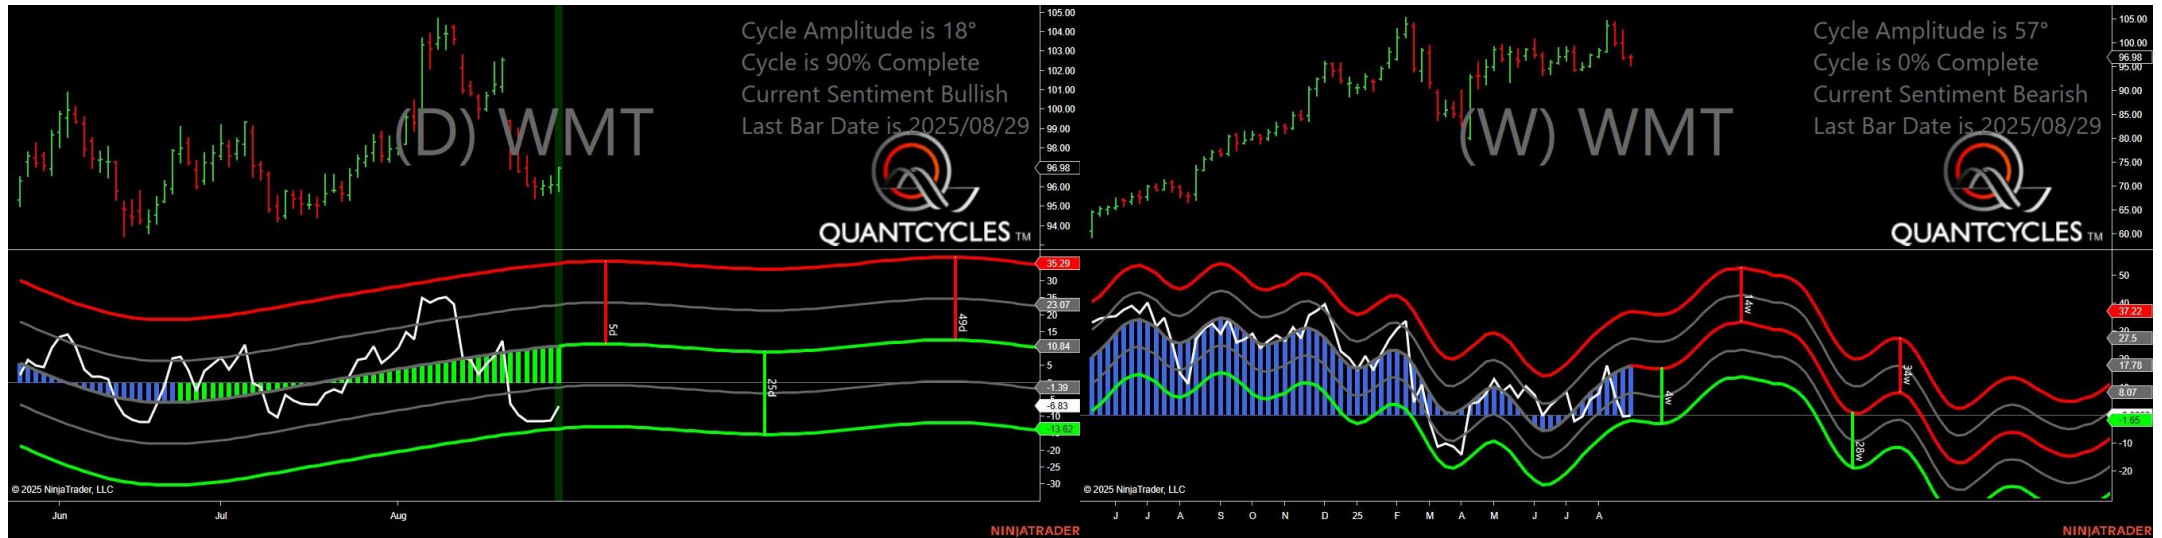 Cycle Amplitude is 18°
Cycle is 90% Complete
Current Sentiment Bullish
Last Bar Date is 2025/08/29
(D) WMT
QUANTCYCLES TM
105.00
104.00
103.00
102.00
101.00
100.00
99.00
98.00
96.98
96.00
95.00
94.00
35.29
30
25
23.07
20
15
10.84
5
-1.39
-6.83
-10
-13.62
-20
-25
-30
5d
25d
49d
© 2025 NinjaTrader, LLC
Jun
Jul
Aug
NINJATRADER
Cycle Amplitude is 57°
Cycle is 0% Complete
Current Sentiment Bearish
Last Bar Date is 2025/08/29
(W) WMT
QUANTCYCLES TM
105.00
100.00
96.98
95.00
90.00
85.00
80.00
75.00
70.00
65.00
60.00
50
40
37.22
30
27.5
20
17.78
10
8.07
-1.65
-10
-20
4w
14w
28w
34w
© 2025 NinjaTrader, LLC
J J A S O N D 25 F M A M J J A
NINJATRADER